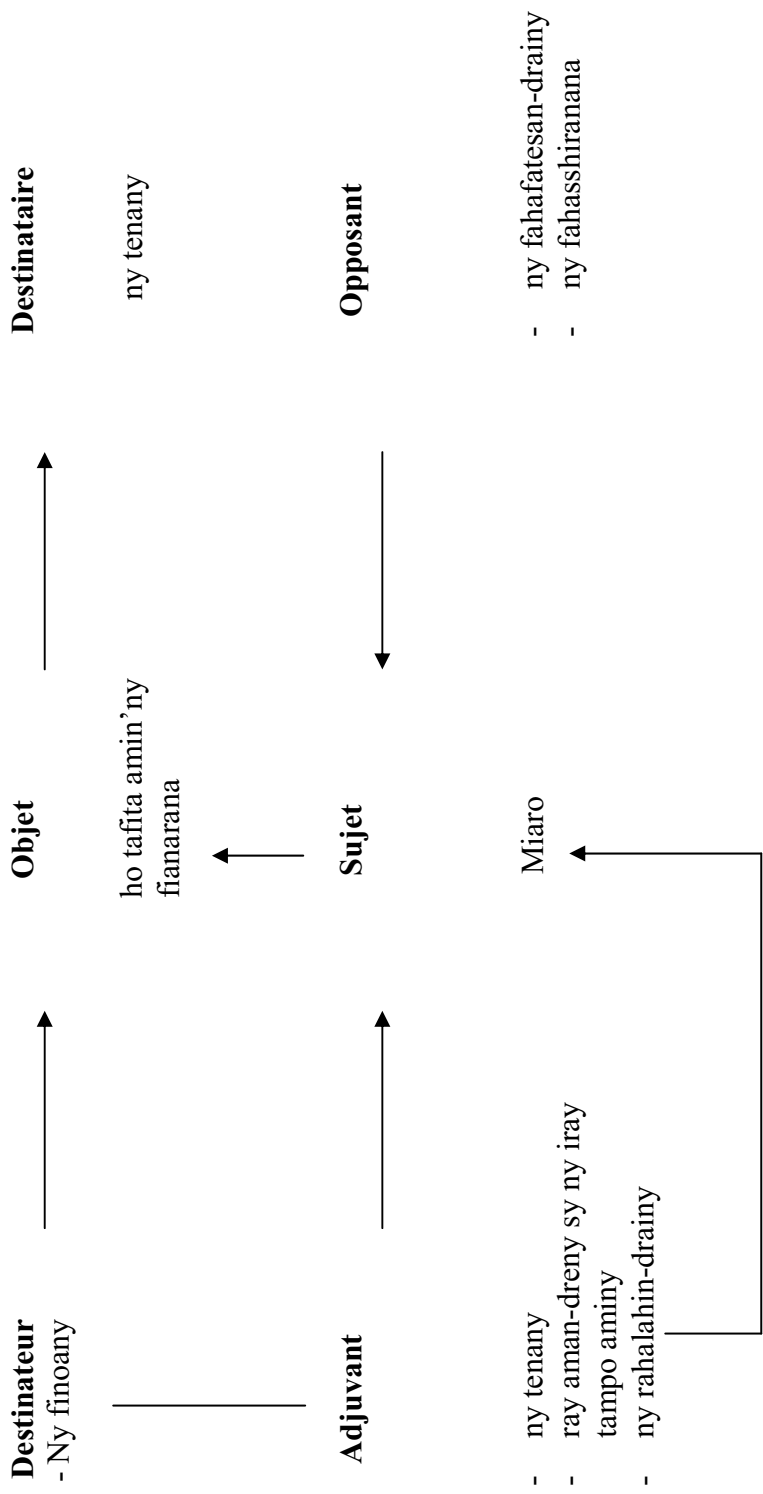 Destinateur
- Ny finoany
Objet
ho tafita amin’ny
fianarana
Destinataire
ny tenany
Adjuvant
- ny tenany
- ray aman-dreny sy ny iray
tampo aminy
- ny rahalahin-drainy
Sujet
Miaro
Opposant
- ny fahafatesan-drainy
- ny fahasshiranana